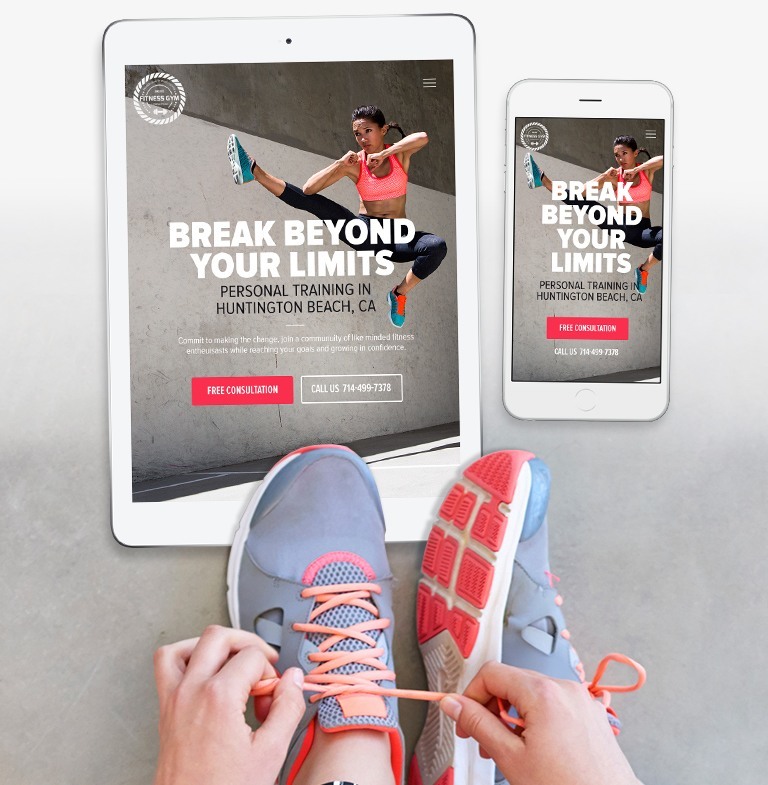 FITNESS GYM
BREAK BEYOND
YOUR LIMITS
PERSONAL TRAINING IN
HUNTINGTON BEACH, CA
Commit to making the change, join a community of like minded fitness
entheusists while reaching your goals and growing in confidence.
FREE CONSULTATION
CALL US 714-499-7378
FITNESS GYM
BREAK
BEYOND
YOUR
LIMITS
PERSONAL TRAINING IN
HUNTINGTON BEACH, CA
FREE CONSULTATION
CALL US 714-499-7378